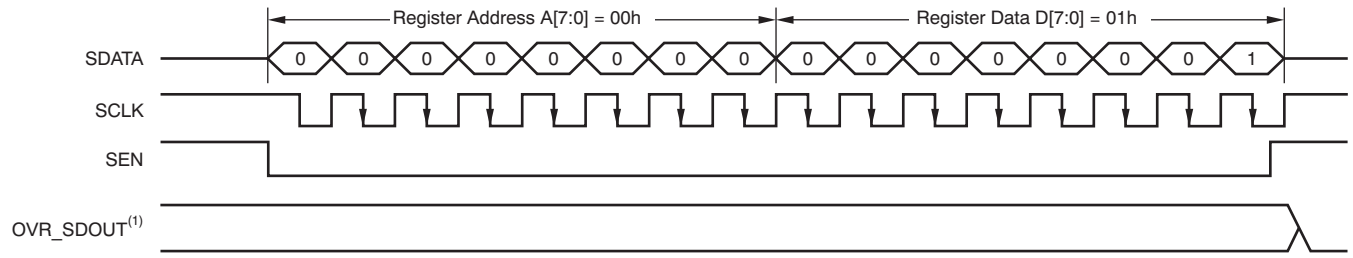 Register Address A[7:0] = 00h Register Data D[7:0] = 01h
SDATA 0 0 0 0 0 0 0 0 0 0 0 0 0 0 0 1
SCLK
SEN
OVR_SDOUT(1)